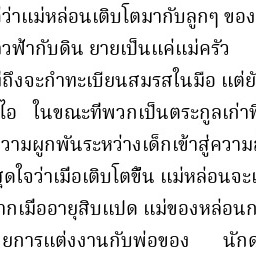 ว่าแม่หล่อนเติบโตมากับลูกๆ ของ
วฟ้ากับดิน ยายเป็นแค่แม่ครัว
ถึงจะกำทะเบียนสมรสในมือ แต่ยั
ไอ ในขณะที่พวกเป็นตระกูลเก่าที่
วามผูกพันระหว่างเด็กเข้าสู่ความ
สุดใจว่าเมื่อเติบโตขึ้น แม่หล่อนจะเ
ากเมื่ออายุสิบแปด แม่ของหล่อนก
ยการแต่งงานกับพ่อของ นักด